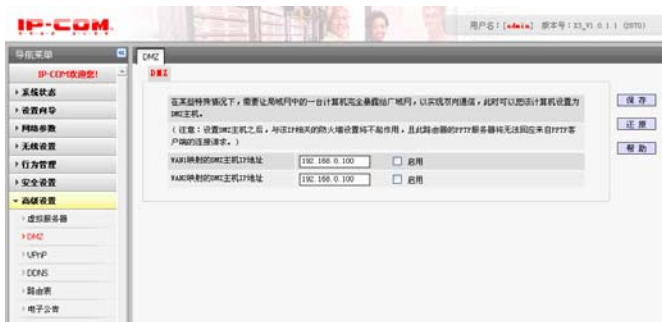 IP-COM
用户名：[admin] 版本号：X3_V1.0.1.1 (2870)
导航菜单
DMZ
IP-COM欢迎您!
DMZ
系统状态
设置向导
网络参数
无线设置
行为管理
安全设置
高级设置
虚拟服务器
DMZ
UPnP
DDNS
路由表
电子公告
在某些特殊情况下，需要让局域网中的一台计算机完全暴露给广域网，以实现双向通信，此时可以把该计算机设置为
DMZ主机。
（注意：设置DMZ主机之后，与该IP相关的防火墙设置将不起作用，且此路由器的PPTP服务器将无法回应来自PPTP客
户端的连接请求。）
WAN1映射的DMZ主机IP地址 192.168.0.100 启用
WAN2映射的DMZ主机IP地址 192.168.0.100 启用
保 存
还 原
帮 助